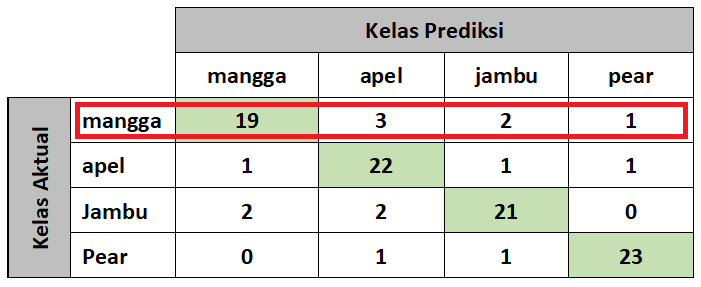 Kelas Prediksi
mangga apel jambu pear
Kelas Aktual
mangga 19 3 2 1
apel 1 22 1 1
Jambu 2 2 21 0
Pear 0 1 1 23